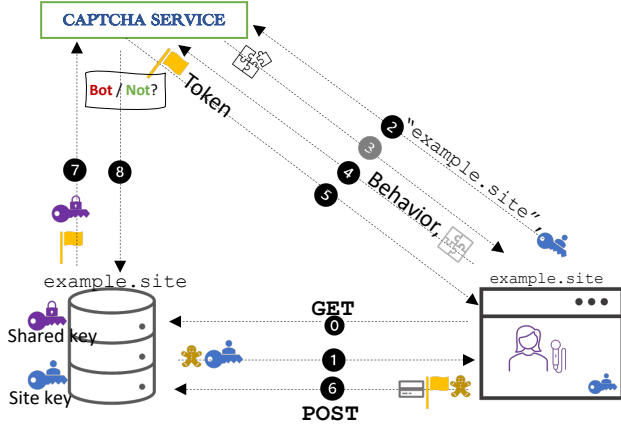 CAPTCHA SERVICE
Bot / Not?
Token
2
"example.site",
3
4
Behavior,
5
7
8
example.site
example.site
GET
0
Shared key
1
Site key
6
POST